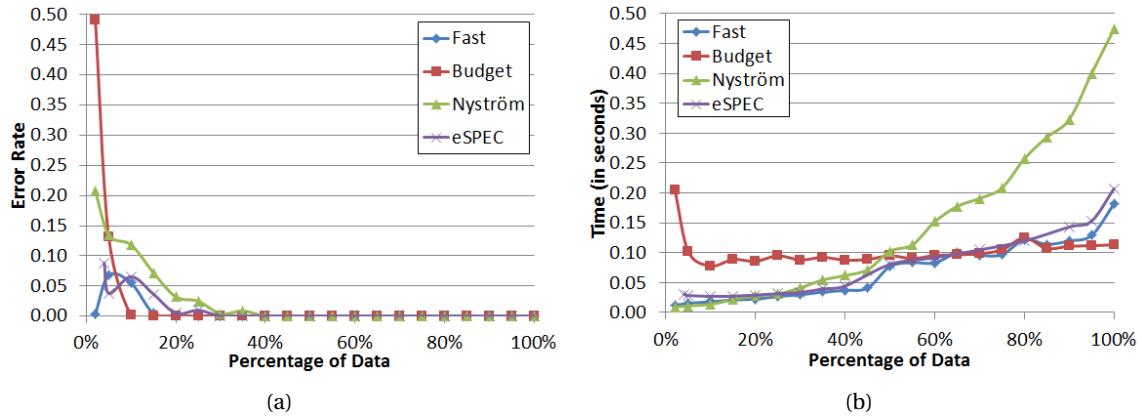 Error Rate
0.50
0.45
0.40
0.35
0.30
0.25
0.20
0.15
0.10
0.05
0.00
Fast
Budget
Nyström
eSPEC
0% 20% 40% 60% 80% 100%
Percentage of Data
(a)
Time (in seconds)
0.50
0.45
0.40
0.35
0.30
0.25
0.20
0.15
0.10
0.05
0.00
Fast
Budget
Nyström
eSPEC
0% 20% 40% 60% 80% 100%
Percentage of Data
(b)